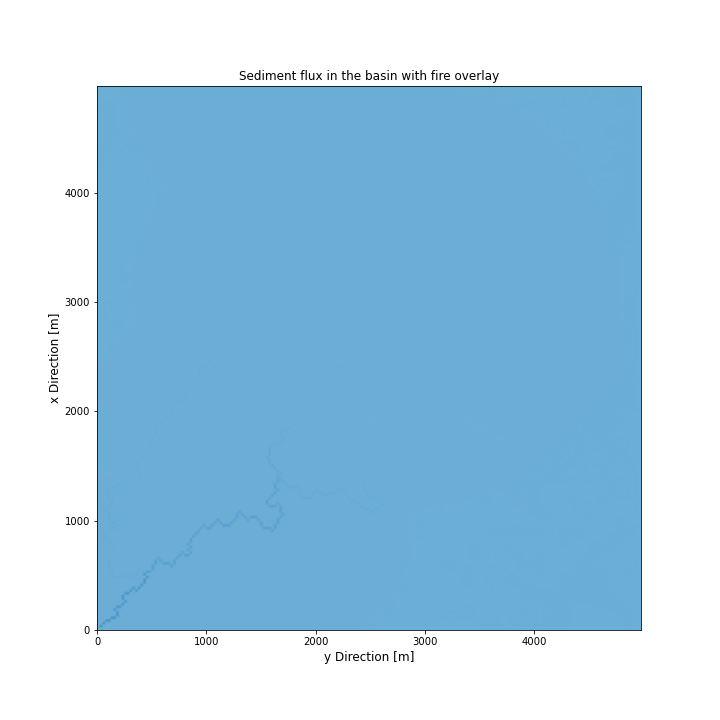 Sediment flux in the basin with fire overlay
4000
3000
2000
1000
0
x Direction [m]
0 1000 2000 3000 4000
y Direction [m]